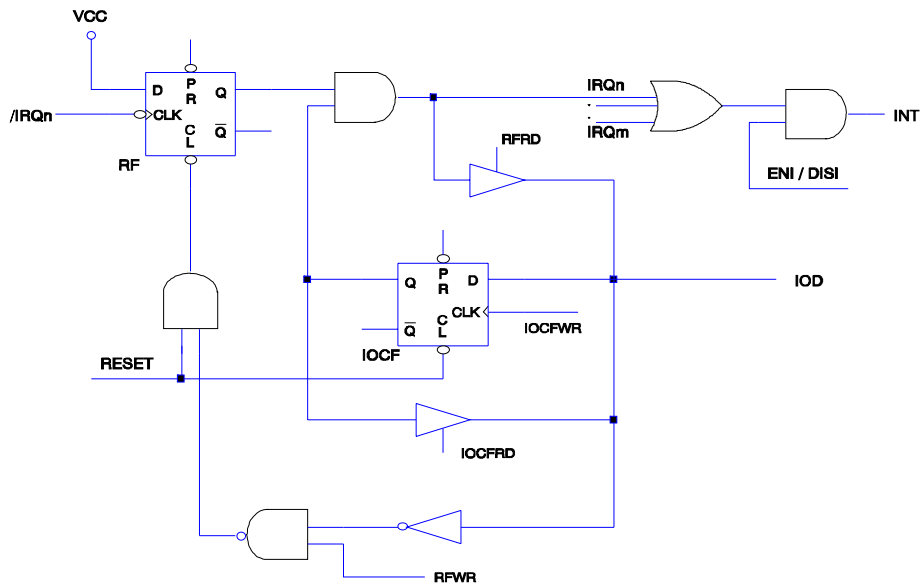 VCC
P
R
D
Q
/IRQn
CLK
C
L
Q
RF
IRQn
:
IRQm
INT
RFRD
ENI / DISI
P
R
Q
D
IOD
CLK
C
L
Q
IOCFWR
IOCF
RESET
IOCFRD
RFWR